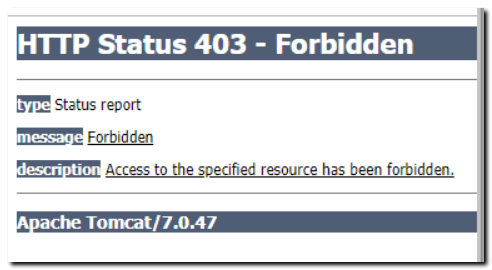 HTTP Status 403 - Forbidden
type Status report
message Forbidden
description Access to the specified resource has been forbidden.
Apache Tomcat/7.0.47